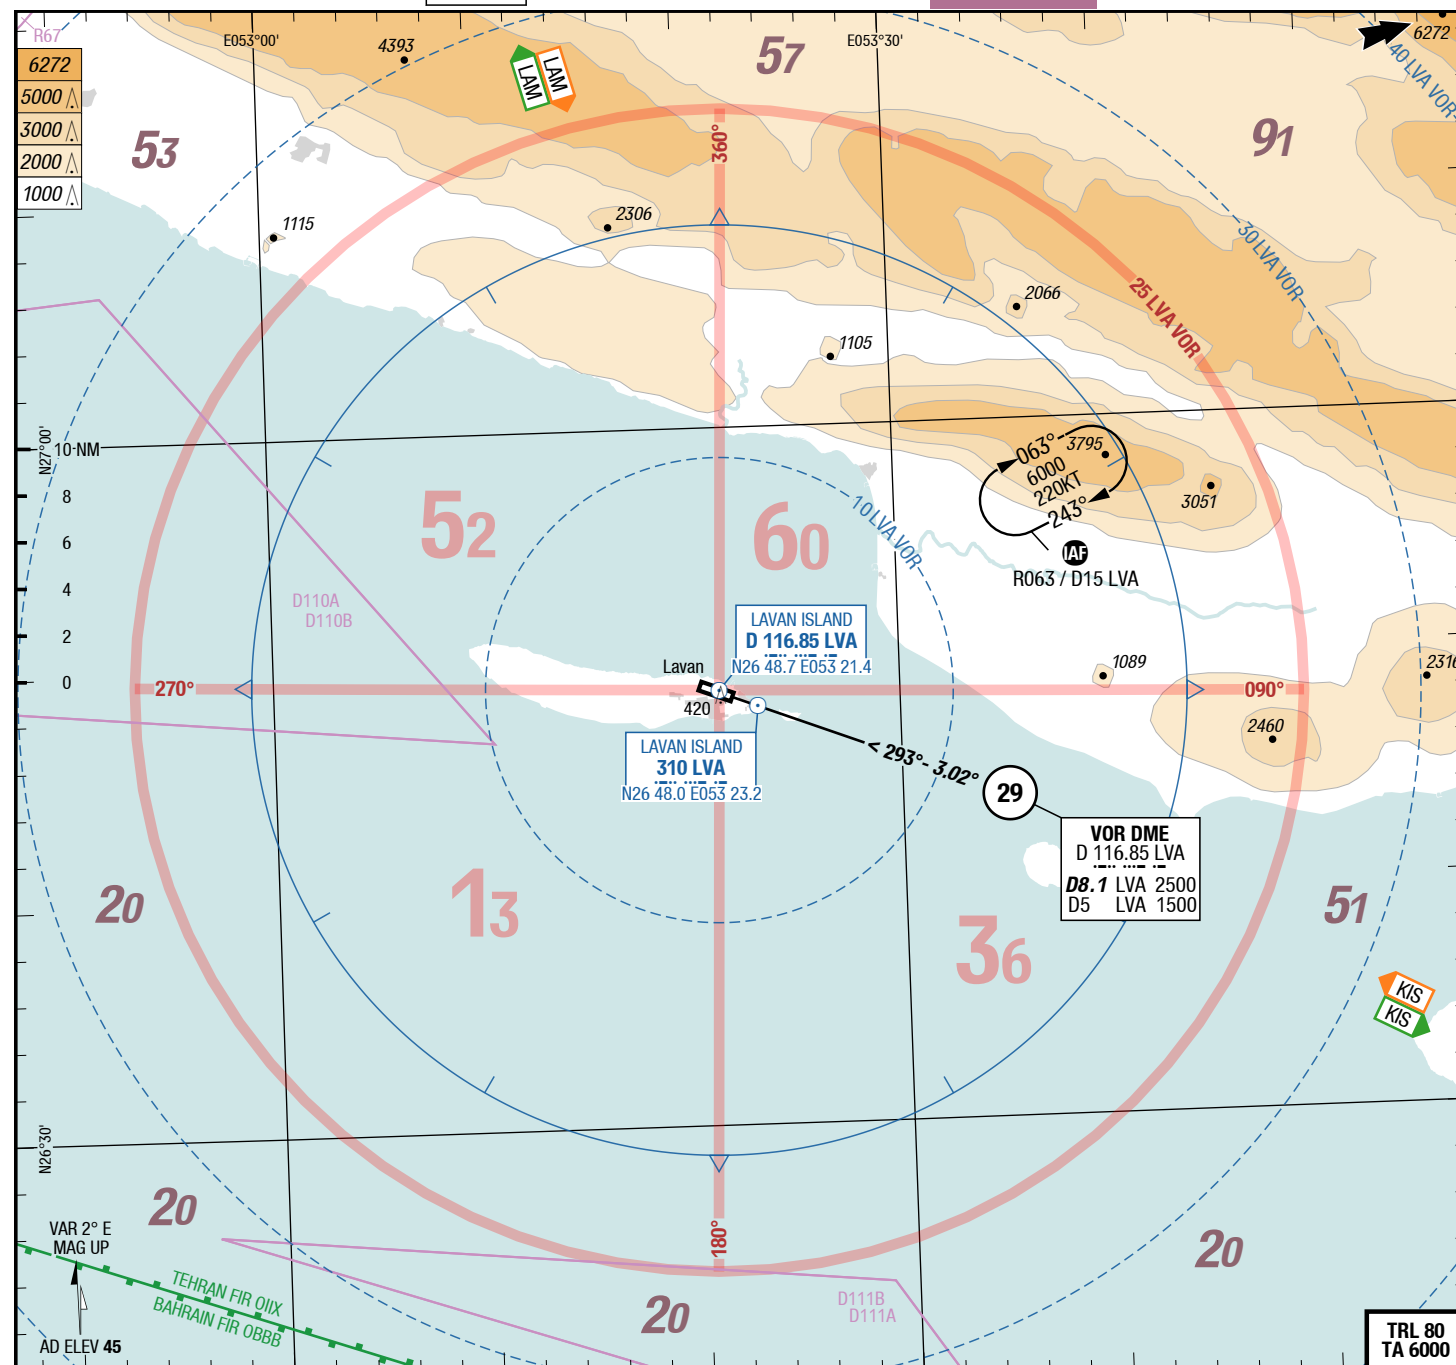 R67
E053°00'
4393
LAM
LAM
57
E053°30'
6272
40 LVA VOR
6272
5000
3000
2000
1000
53
91
360°
1115
2306
30 LVA VOR
2066
25 LVA VOR
1105
N27°00'
10 NM
8
6
4
2
0
063°
3795
6000
220KT
243°
3051
IAF
R063 / D15 LVA
52
60
10 LVA VOR
D110A
D110B
LAVAN ISLAND
D 116.85 LVA
N26 48.7 E053 21.4
Lavan
420
270°
090°
1089
2316
2460
LAVAN ISLAND
310 LVA
N26 48.0 E053 23.2
< 293°- 3.02°
29
VOR DME
D 116.85 LVA
D8.1 LVA 2500
D5 LVA 1500
20
13
36
51
KIS
KIS
N26°30'
20
VAR 2° E
MAG UP
180°
20
TEHRAN FIR OIIX
BAHRAIN FIR OBBB
20
D111B
D111A
AD ELEV 45
TRL 80
TA 6000